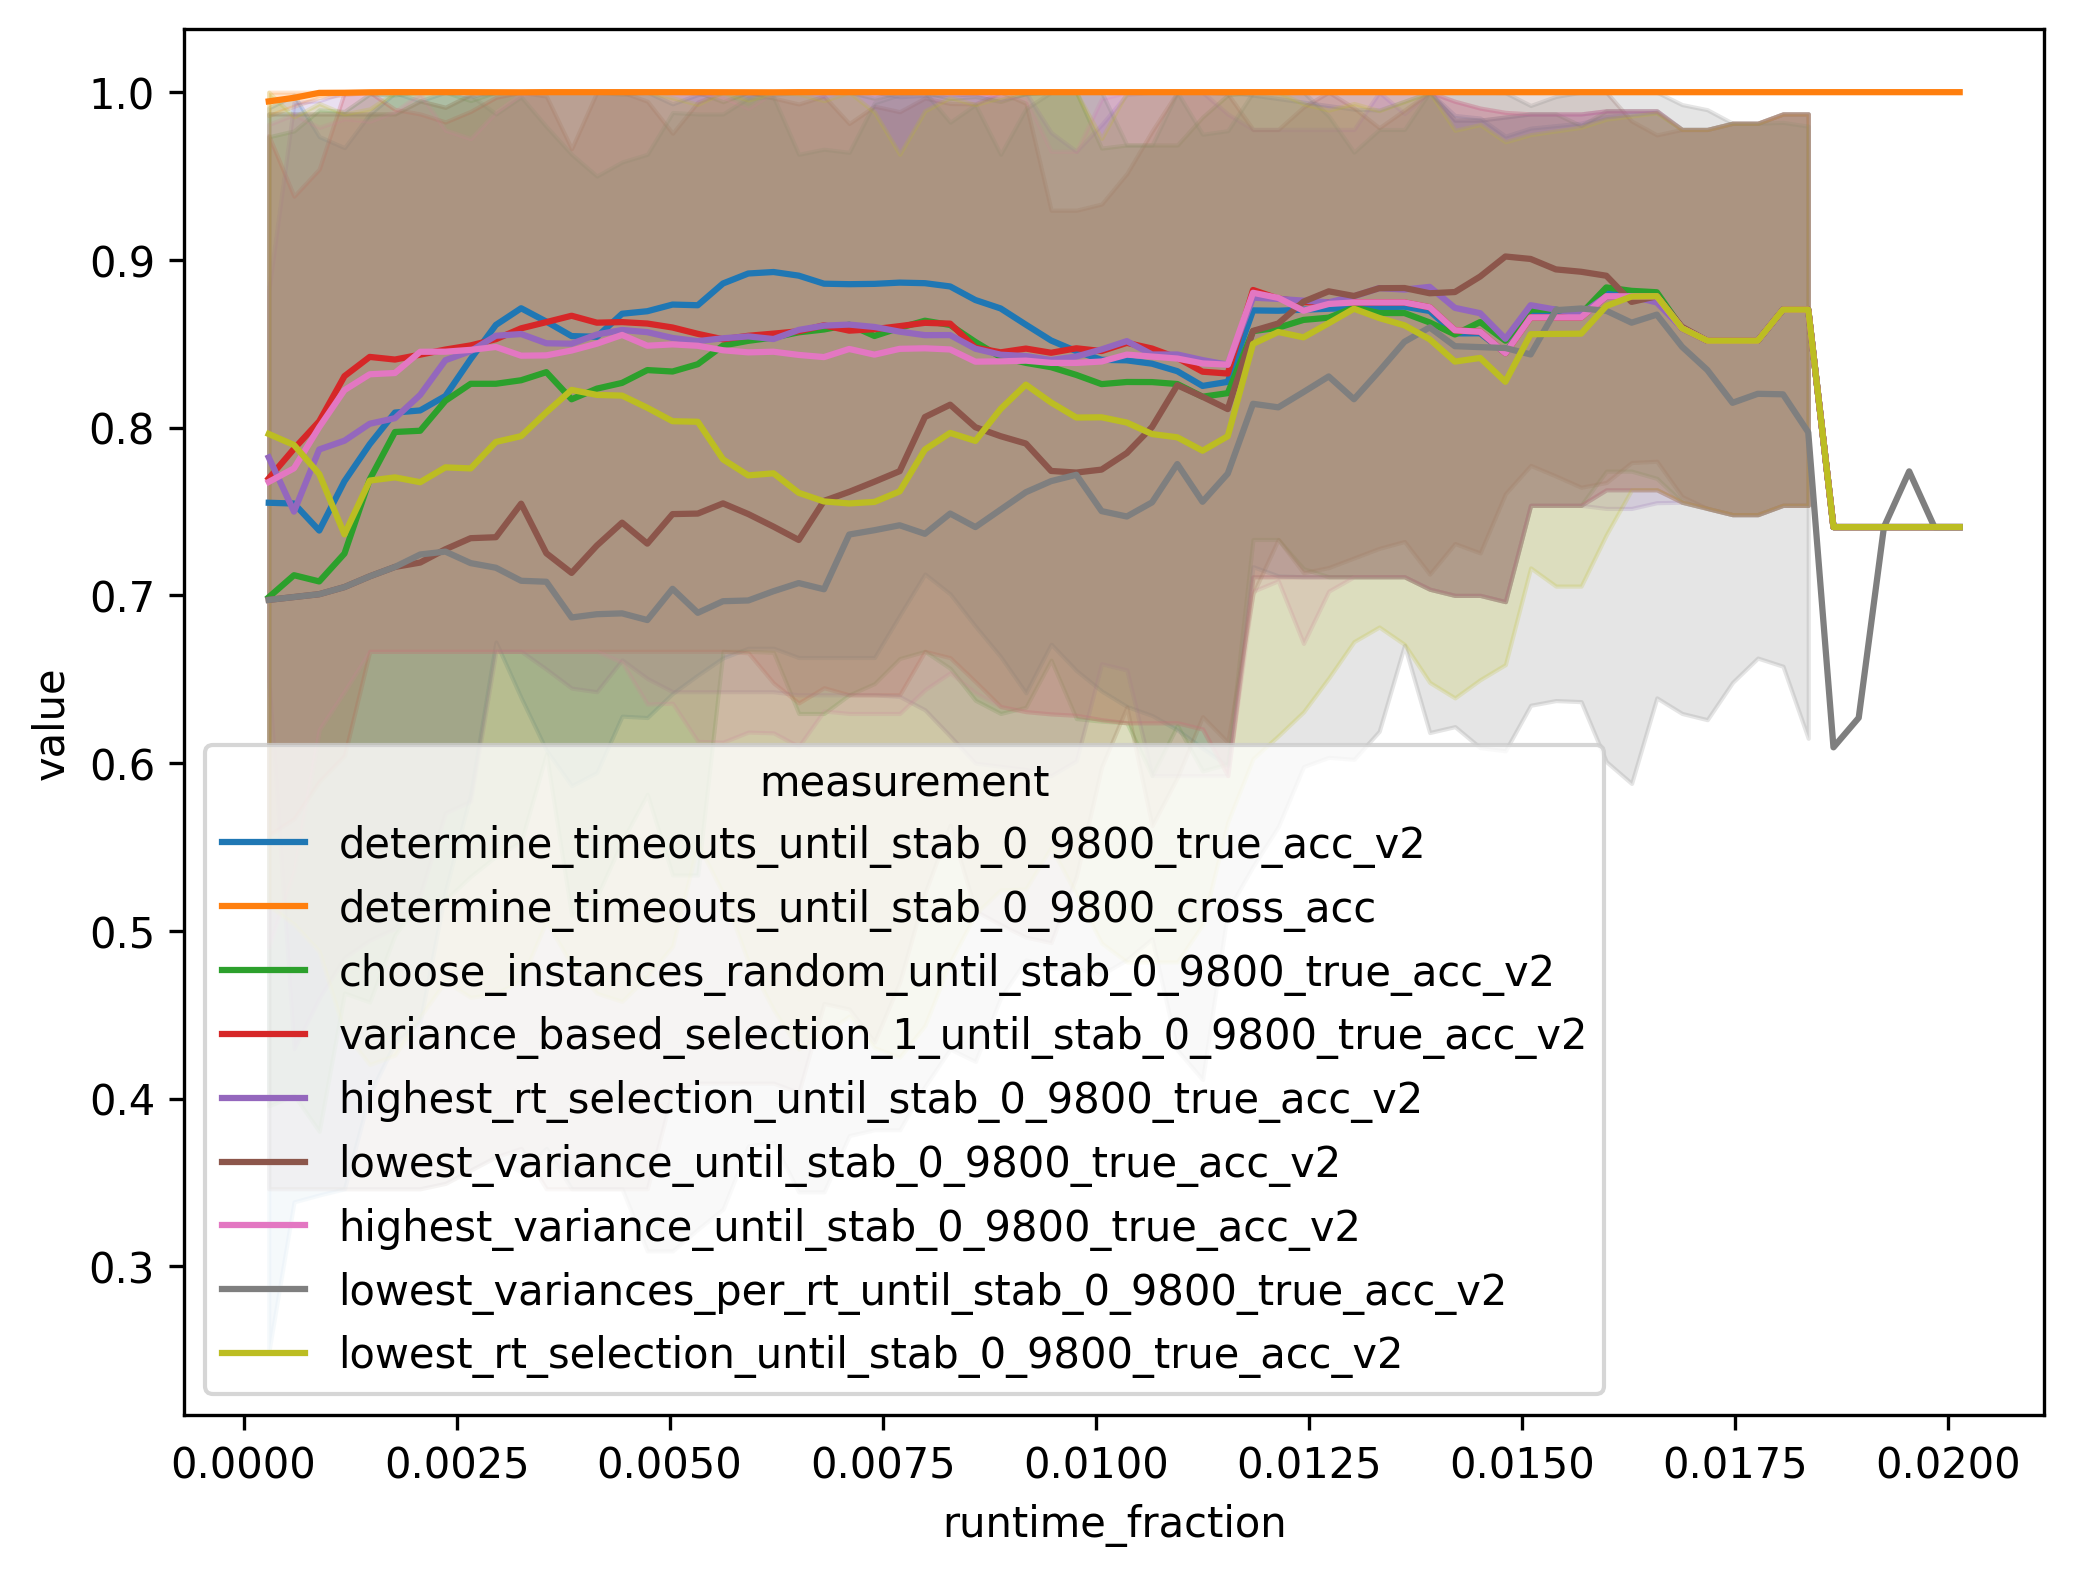 1.0
0.9
0.8
0.7
0.6
0.5
0.4
0.3
value
measurement
determine_timeouts_until_stab_0_9800_true_acc_v2
determine_timeouts_until_stab_0_9800_cross_acc
choose_instances_random_until_stab_0_9800_true_acc_v2
variance_based_selection_1_until_stab_0_9800_true_acc_v2
highest_rt_selection_until_stab_0_9800_true_acc_v2
lowest_variance_until_stab_0_9800_true_acc_v2
highest_variance_until_stab_0_9800_true_acc_v2
lowest_variances_per_rt_until_stab_0_9800_true_acc_v2
lowest_rt_selection_until_stab_0_9800_true_acc_v2
0.0000 0.0025 0.0050 0.0075 0.0100 0.0125 0.0150 0.0175 0.0200
runtime_fraction